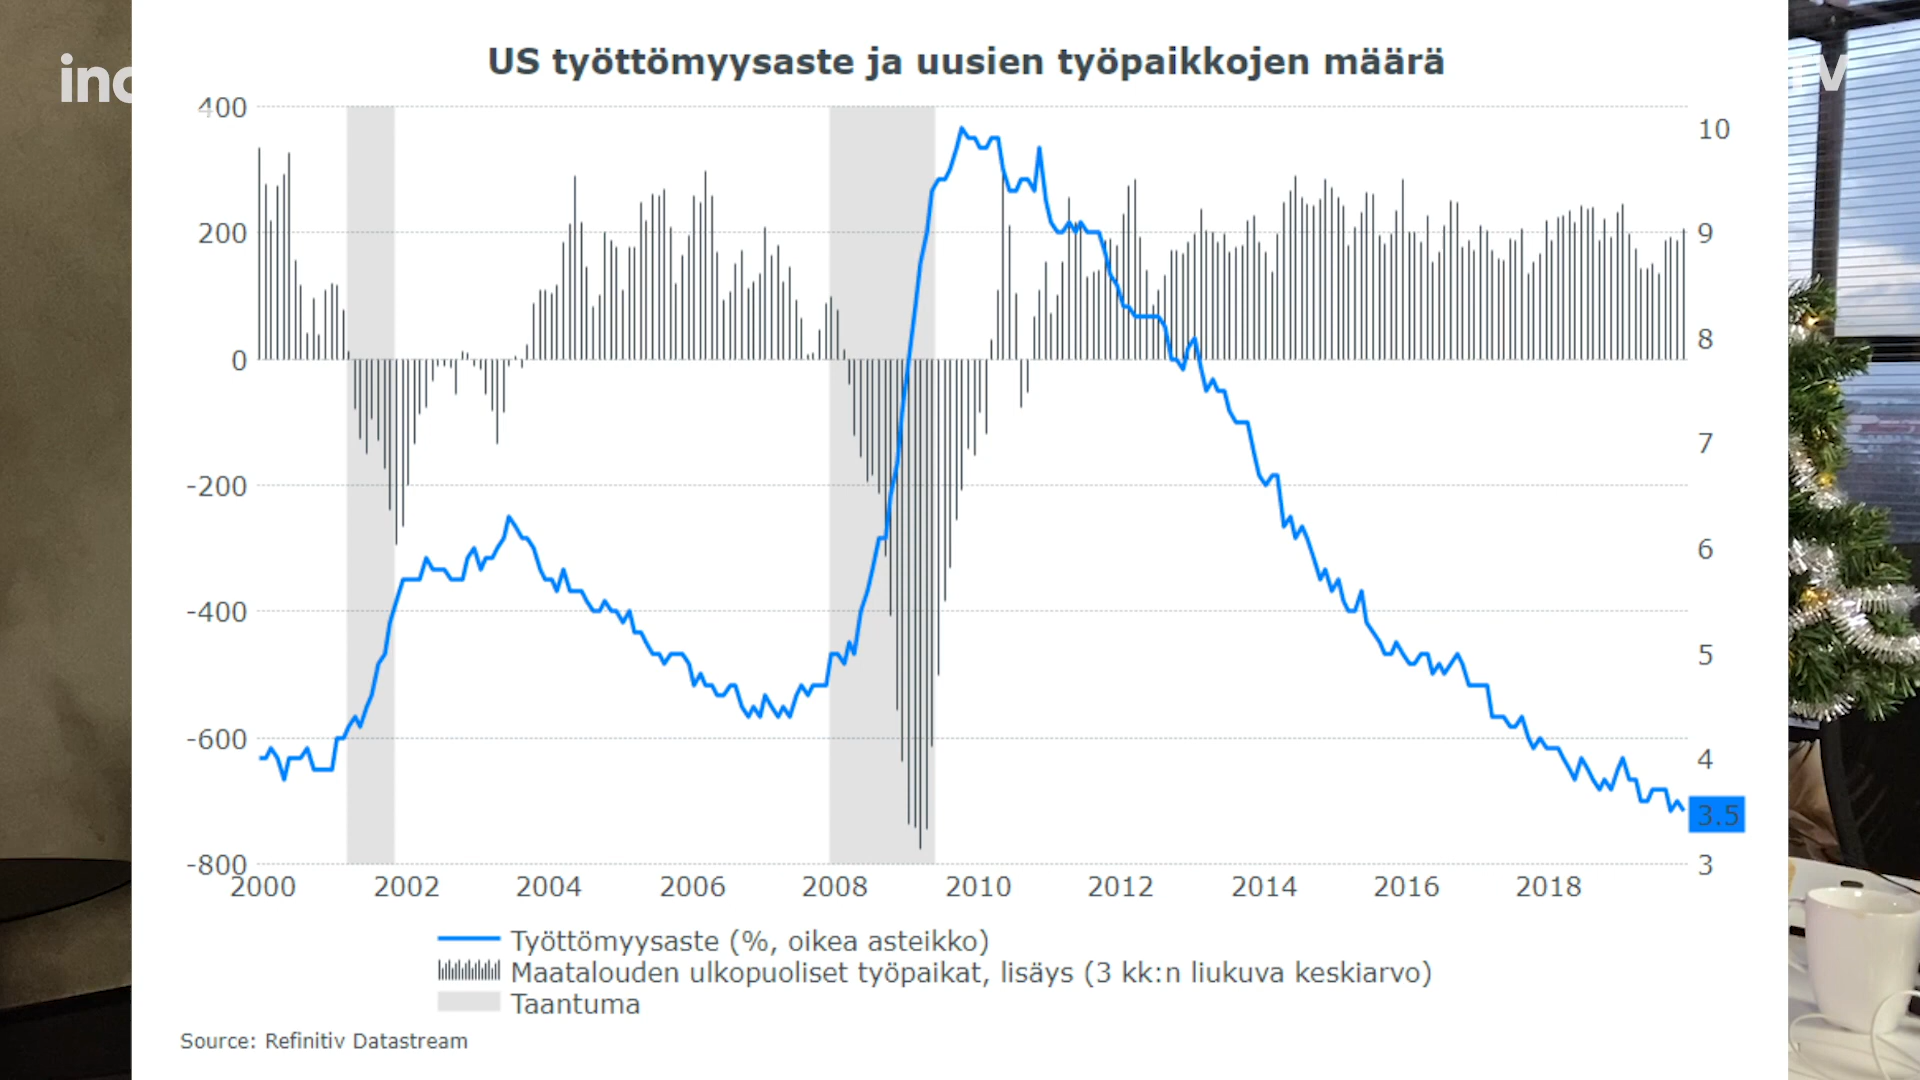 US työttömyysaste ja uusien työpaikkojen määrä
400
200
0
-200
-400
-600
-800
10
9
8
7
6
5
4
3.5
3
2000 2002 2004 2006 2008 2010 2012 2014 2016 2018
Työttömyysaste (%, oikea asteikko)
Maatalouden ulkopuoliset työpaikat, lisäys (3 kk:n liukuva keskiarvo)
Taantuma
Source: Refinitiv Datastream